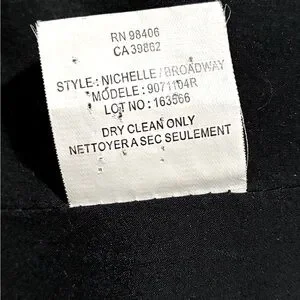 RN 98406
CA 39862
STYLE: NICHELLE / BROADWAY
MODELE: 9071104R
LOT NO: 163566
DRY CLEAN ONLY
NETTOYER A SEC SEULEMENT